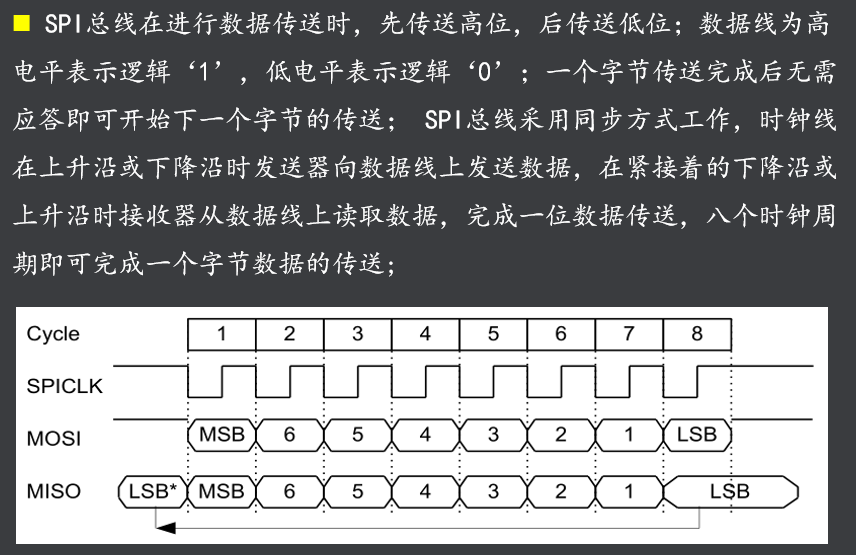 SPI总线在进行数据传送时，先传送高位，后传送低位；数据线为高
电平表示逻辑‘1’，低电平表示逻辑‘0’；一个字节传送完成后无需
应答即可开始下一个字节的传送； SPI总线采用同步方式工作，时钟线
在上升沿或下降沿时发送器向数据线上发送数据，在紧接着的下降沿或
上升沿时接收器从数据线上读取数据，完成一位数据传送，八个时钟周
期即可完成一个字节数据的传送；
Cycle 1 2 3 4 5 6 7 8
SPICLK
MOSI MSB 6 5 4 3 2 1 LSB
MISO LSB* MSB 6 5 4 3 2 1 LSB